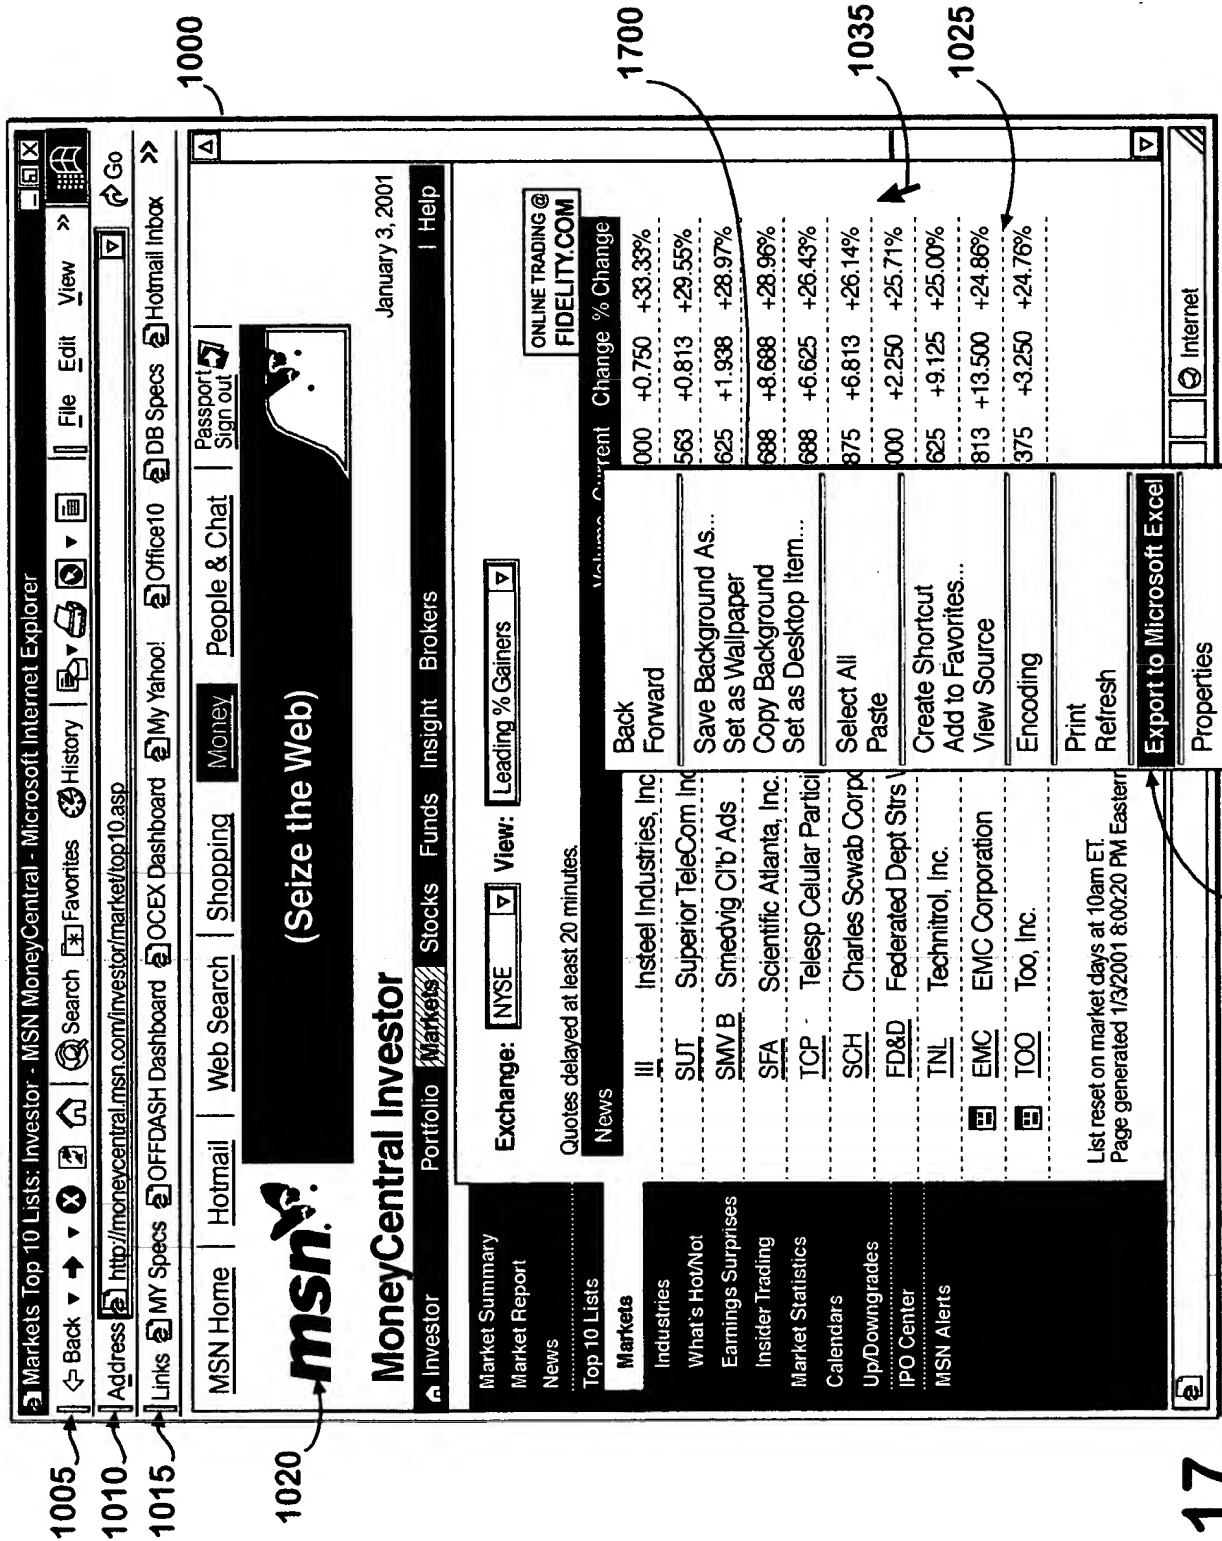 Markets Top 10 Lists: Investor - MSN MoneyCentral - Microsoft Internet Explorer
Back Search Favorites History File Edit View »
Address http://moneycentral.msn.com/investor/market/top10.asp Go
Links MY Specs OFFDASH Dashboard OCEX Dashboard My Yahoo! Office10 DB Specs Hotmail Inbox »
MSN Home Hotmail Web Search Shopping Money People & Chat Passport
Sign out
msn
(Seize the Web)
MoneyCentral Investor January 3, 2001
Investor Portfolio Markets Stocks Funds Insight Brokers | Help
Market Summary
Market Report
News
Top 10 Lists
Markets
Industries
What's Hot/Not
Earnings Surprises
Insider Trading
Market Statistics
Calendars
Up/Downgrades
IPO Center
MSN Alerts
Exchange: NYSE View: Leading % Gainers
ONLINE TRADING @
FIDELITY.COM
Quotes delayed at least 20 minutes.
News Volume Current Change % Change
III Insteel Industries, Inc 000 +0.750 +33.33%
SUT Superior TeleCom Inc 563 +0.813 +29.55%
SMV B Smedvig Cl'b' Ads 625 +1.938 +28.97%
SFA Scientific Atlanta, Inc. 688 +8.688 +28.96%
TCP Telesp Celular Partici 688 +6.625 +26.43%
SCH Charles Scwab Corpo 875 +6.813 +26.14%
FD&D Federated Dept Strs 000 +2.250 +25.71%
TNL Technitrol, Inc. 625 +9.125 +25.00%
EMC EMC Corporation 813 +13.500 +24.86%
TOO Too, Inc. 375 +3.250 +24.76%
List reset on market days at 10am ET.
Page generated 1/3/2001 8:00:20 PM Eastern
Back
Forward
Save Background As...
Set as Wallpaper
Copy Background
Set as Desktop Item...
Select All
Paste
Create Shortcut
Add to Favorites...
View Source
Encoding
Print
Refresh
Export to Microsoft Excel
Properties
Internet
1005
1010
1015
1020
1000
1700
1035
1025
17